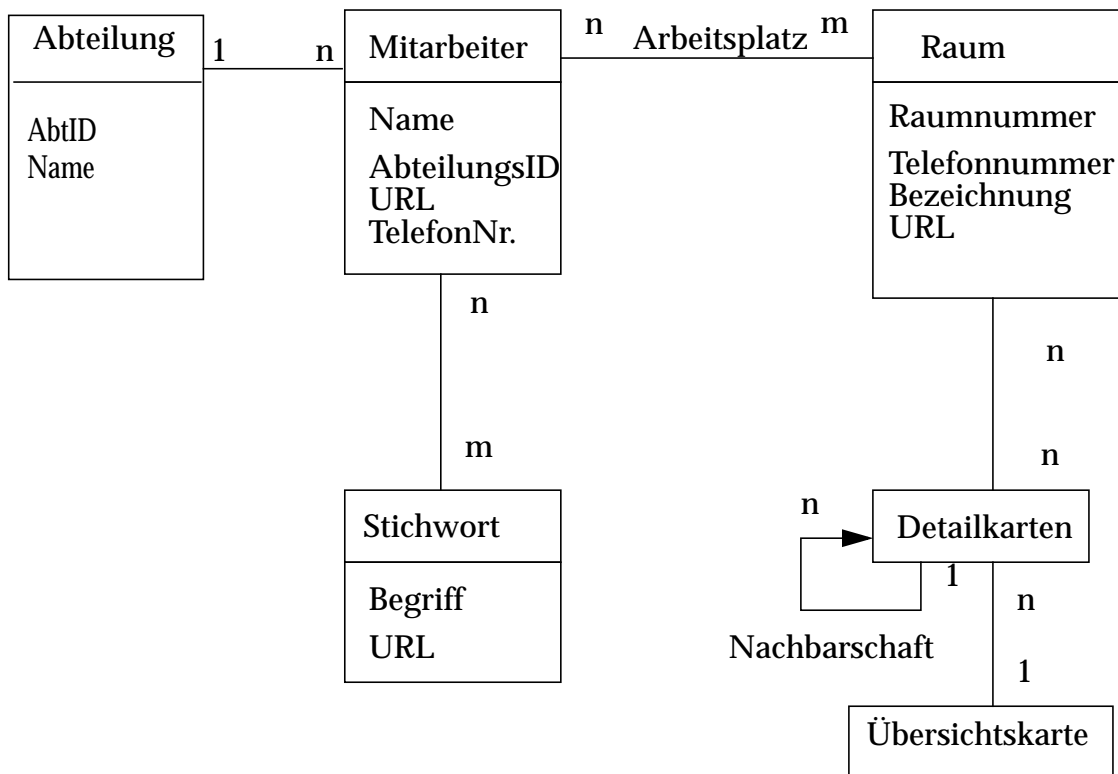 Abteilung
1
n
Mitarbeiter
n
Arbeitsplatz
m
Raum
AbtID
Name
Name
AbteilungsID
URL
TelefonNr.
Raumnummer
Telefonnummer
Bezeichnung
URL
n
m
n
n
Stichwort
Begriff
URL
n
Detailkarten
1
n
Nachbarschaft
1
Übersichtskarte